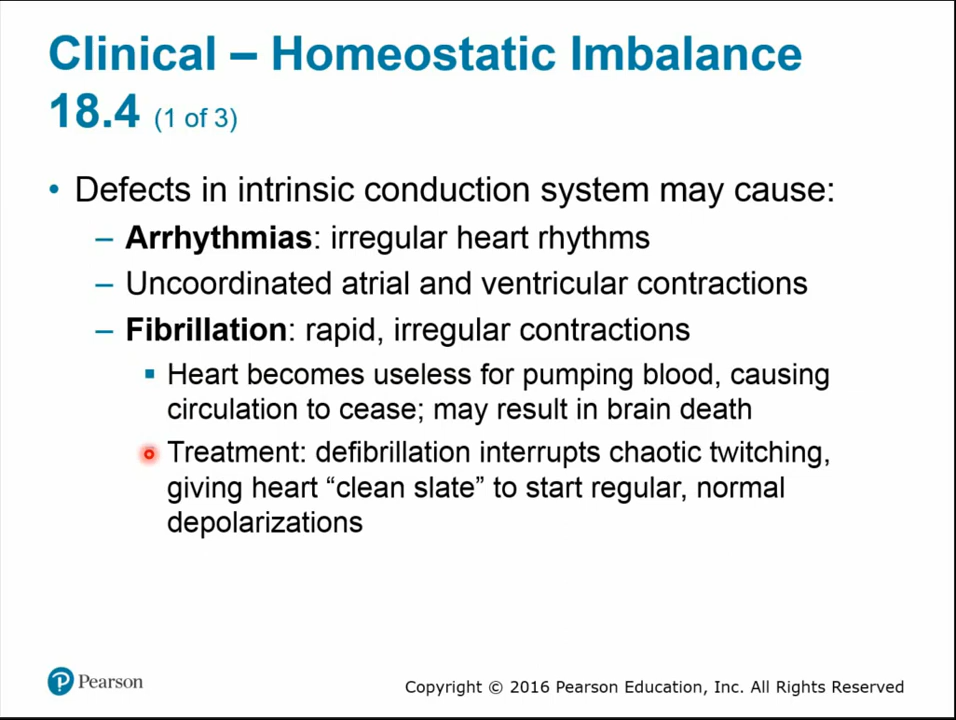 Clinical – Homeostatic Imbalance
18.4 (1 of 3)
• Defects in intrinsic conduction system may cause:
– Arrhythmias: irregular heart rhythms
– Uncoordinated atrial and ventricular contractions
– Fibrillation: rapid, irregular contractions
▪ Heart becomes useless for pumping blood, causing
circulation to cease; may result in brain death
Treatment: defibrillation interrupts chaotic twitching,
giving heart “clean slate” to start regular, normal
depolarizations
Pearson
Copyright © 2016 Pearson Education, Inc. All Rights Reserved